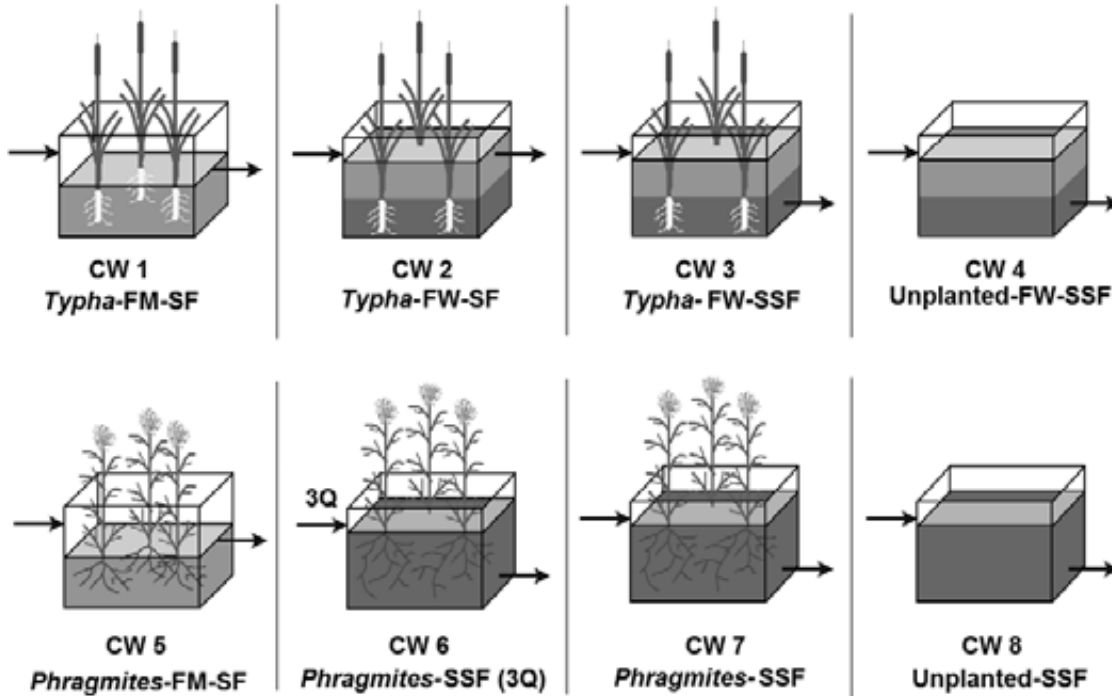 CW 1
Typha-FM-SF
CW 2
Typha-FW-SF
CW 3
Typha- FW-SSF
CW 4
Unplanted-FW-SSF
CW 5
Phragmites-FM-SF
3Q
CW 6
Phragmites-SSF (3Q)
CW 7
Phragmites-SSF
CW 8
Unplanted-SSF